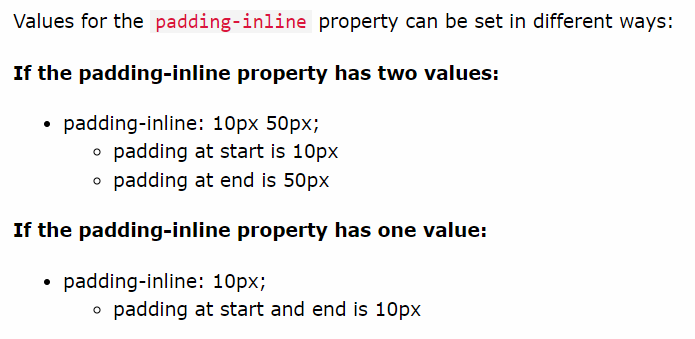 Values for the padding-inline property can be set in different ways:
If the padding-inline property has two values:
• padding-inline: 10px 50px;
◦ padding at start is 10px
◦ padding at end is 50px
If the padding-inline property has one value:
• padding-inline: 10px;
◦ padding at start and end is 10px